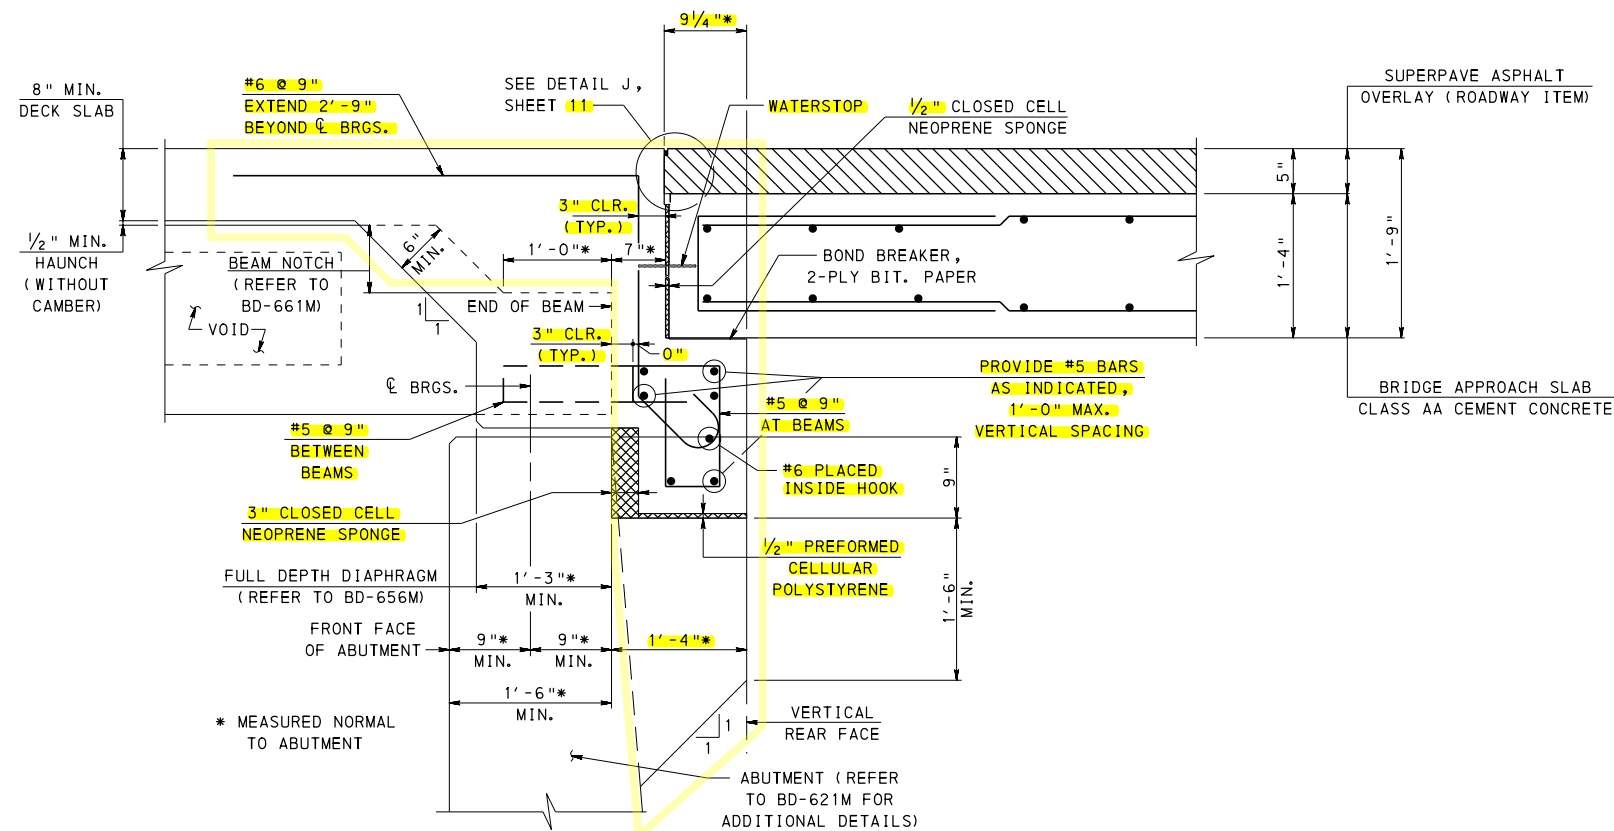 9 1/4"*
8" MIN.
DECK SLAB
#6 @ 9"
EXTEND 2'-9"
BEYOND ℄ BRGS.
SEE DETAIL J,
SHEET 11
WATERSTOP
1/2" CLOSED CELL
NEOPRENE SPONGE
SUPERPAVE ASPHALT
OVERLAY (ROADWAY ITEM)
5"
3" CLR.
(TYP.)
1/2" MIN.
HAUNCH
(WITHOUT
CAMBER)
BEAM NOTCH
(REFER TO
BD-661M)
6"
MIN.
1'-0"*
7"*
BOND BREAKER,
2-PLY BIT. PAPER
1'-4"
1'-9"
VOID
1
1
END OF BEAM
3" CLR.
(TYP.)
0"
℄ BRGS.
PROVIDE #5 BARS
AS INDICATED,
1'-0" MAX.
VERTICAL SPACING
BRIDGE APPROACH SLAB
CLASS AA CEMENT CONCRETE
#5 @ 9"
AT BEAMS
#5 @ 9"
BETWEEN
BEAMS
#6 PLACED
INSIDE HOOK
9"
3" CLOSED CELL
NEOPRENE SPONGE
1/2" PREFORMED
CELLULAR
POLYSTYRENE
FULL DEPTH DIAPHRAGM
(REFER TO BD-656M)
1'-3"*
MIN.
1'-6"
MIN.
FRONT FACE
OF ABUTMENT
9"*
MIN.
9"*
MIN.
1'-4"*
1'-6"*
MIN.
* MEASURED NORMAL
TO ABUTMENT
1
1
VERTICAL
REAR FACE
ABUTMENT (REFER
TO BD-621M FOR
ADDITIONAL DETAILS)